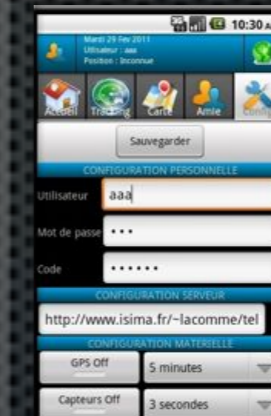 10:30 A
Mardi 29 Fev 2011
Utilisateur : aaa
Position : Inconnue
Accueil
Tracking
Carte
Amie
Config
Sauvegarder
CONFIGURATION PERSONNELLE
Utilisateur aaa
Mot de passe •••
Code ••••••
CONFIGURATION SERVEUR
http://www.isima.fr/~lacomme/tel
CONFIGURATION MATERIELLE
GPS Off 5 minutes
Capteurs Off 3 secondes